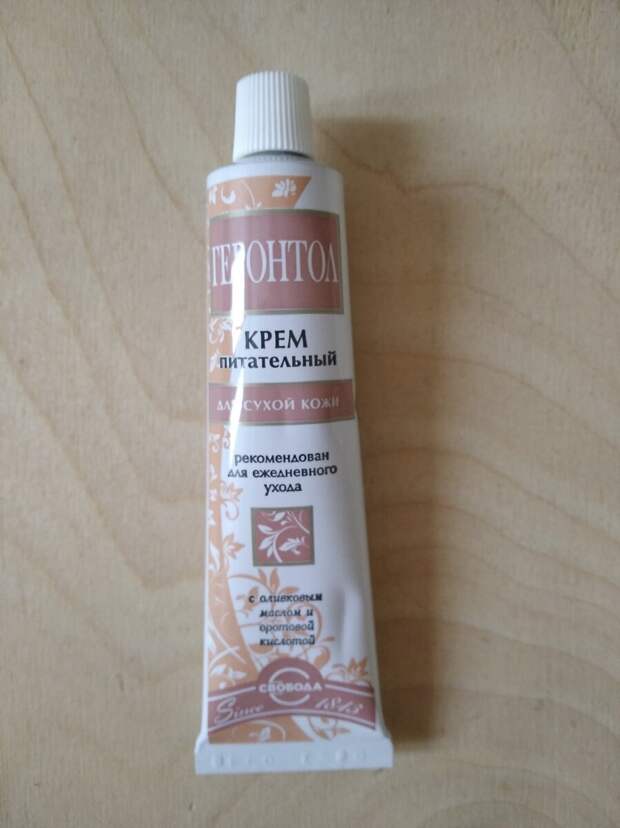 ГЕРОНТОЛ
КРЕМ
питательный
ДЛЯ СУХОЙ КОЖИ
рекомендован
для ежедневного
ухода
с оливковым
маслом и
оротовой
кислотой
СВОБОДА
Since 1843